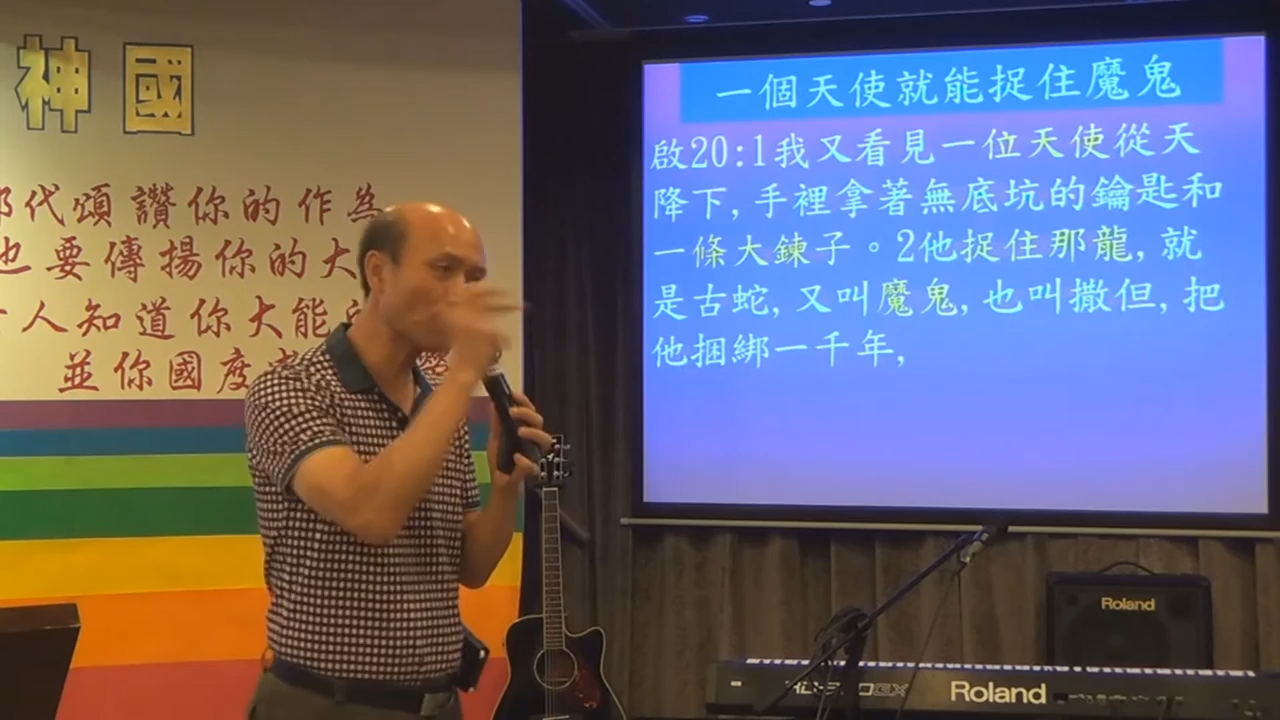 神國
代頌讚你的作為
也要傳揚你的大
人知道你大能
並你國度
一個天使就能捉住魔鬼
啟20:1我又看見一位天使從天
降下,手裡拿著無底坑的鑰匙和
一條大鍊子。2他捉住那龍,就
是古蛇,又叫魔鬼,也叫撒但,把
他捆綁一千年,
Roland
Roland